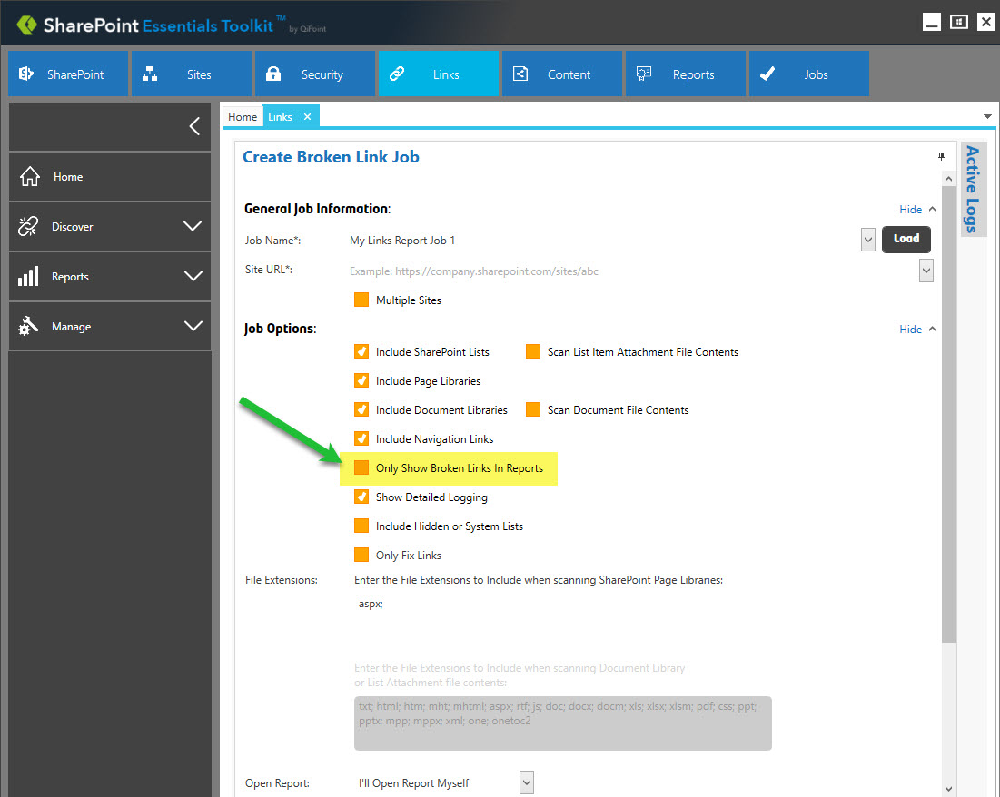 SharePoint Essentials Toolkit™ by QiPoint
SharePoint
Sites
Security
Links
Content
Reports
Jobs
Home
Discover
Reports
Manage
Home
Links
Create Broken Link Job
Active Logs
General Job Information:
Hide
Job Name*:
My Links Report Job 1
Load
Site URL*:
Example: https://company.sharepoint.com/sites/abc
Multiple Sites
Job Options:
Hide
Include SharePoint Lists
Scan List Item Attachment File Contents
Include Page Libraries
Include Document Libraries
Scan Document File Contents
Include Navigation Links
Only Show Broken Links In Reports
Show Detailed Logging
Include Hidden or System Lists
Only Fix Links
File Extensions:
Enter the File Extensions to Include when scanning SharePoint Page Libraries:
aspx;
Enter the File Extensions to Include when scanning Document Library
or List Attachment file contents:
txt; html; htm; mht; mhtml; aspx; rtf; js; doc; docx; docm; xls; xlsx; xlsm; pdf; css; ppt;
pptx; mpp; mppx; xml; one; onetoc2
Open Report:
I'll Open Report Myself